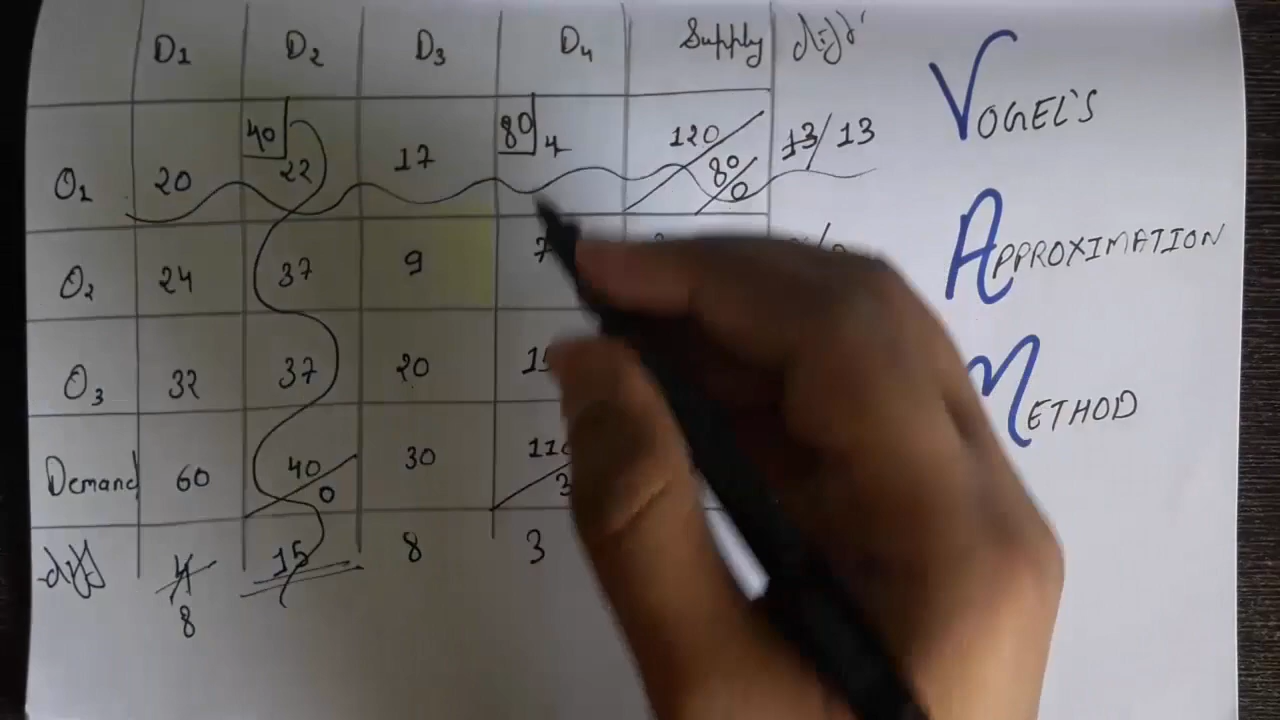 D1 D2 D3 D4 Supply diff
O1 20 40 22 17 80 4 120 80 0 13/13
O2 24 37 9 7
O3 32 37 20
Demand 60 40 0 30
diff 4 15 8 3
8
VOGEL'S
APPROXIMATION
METHOD